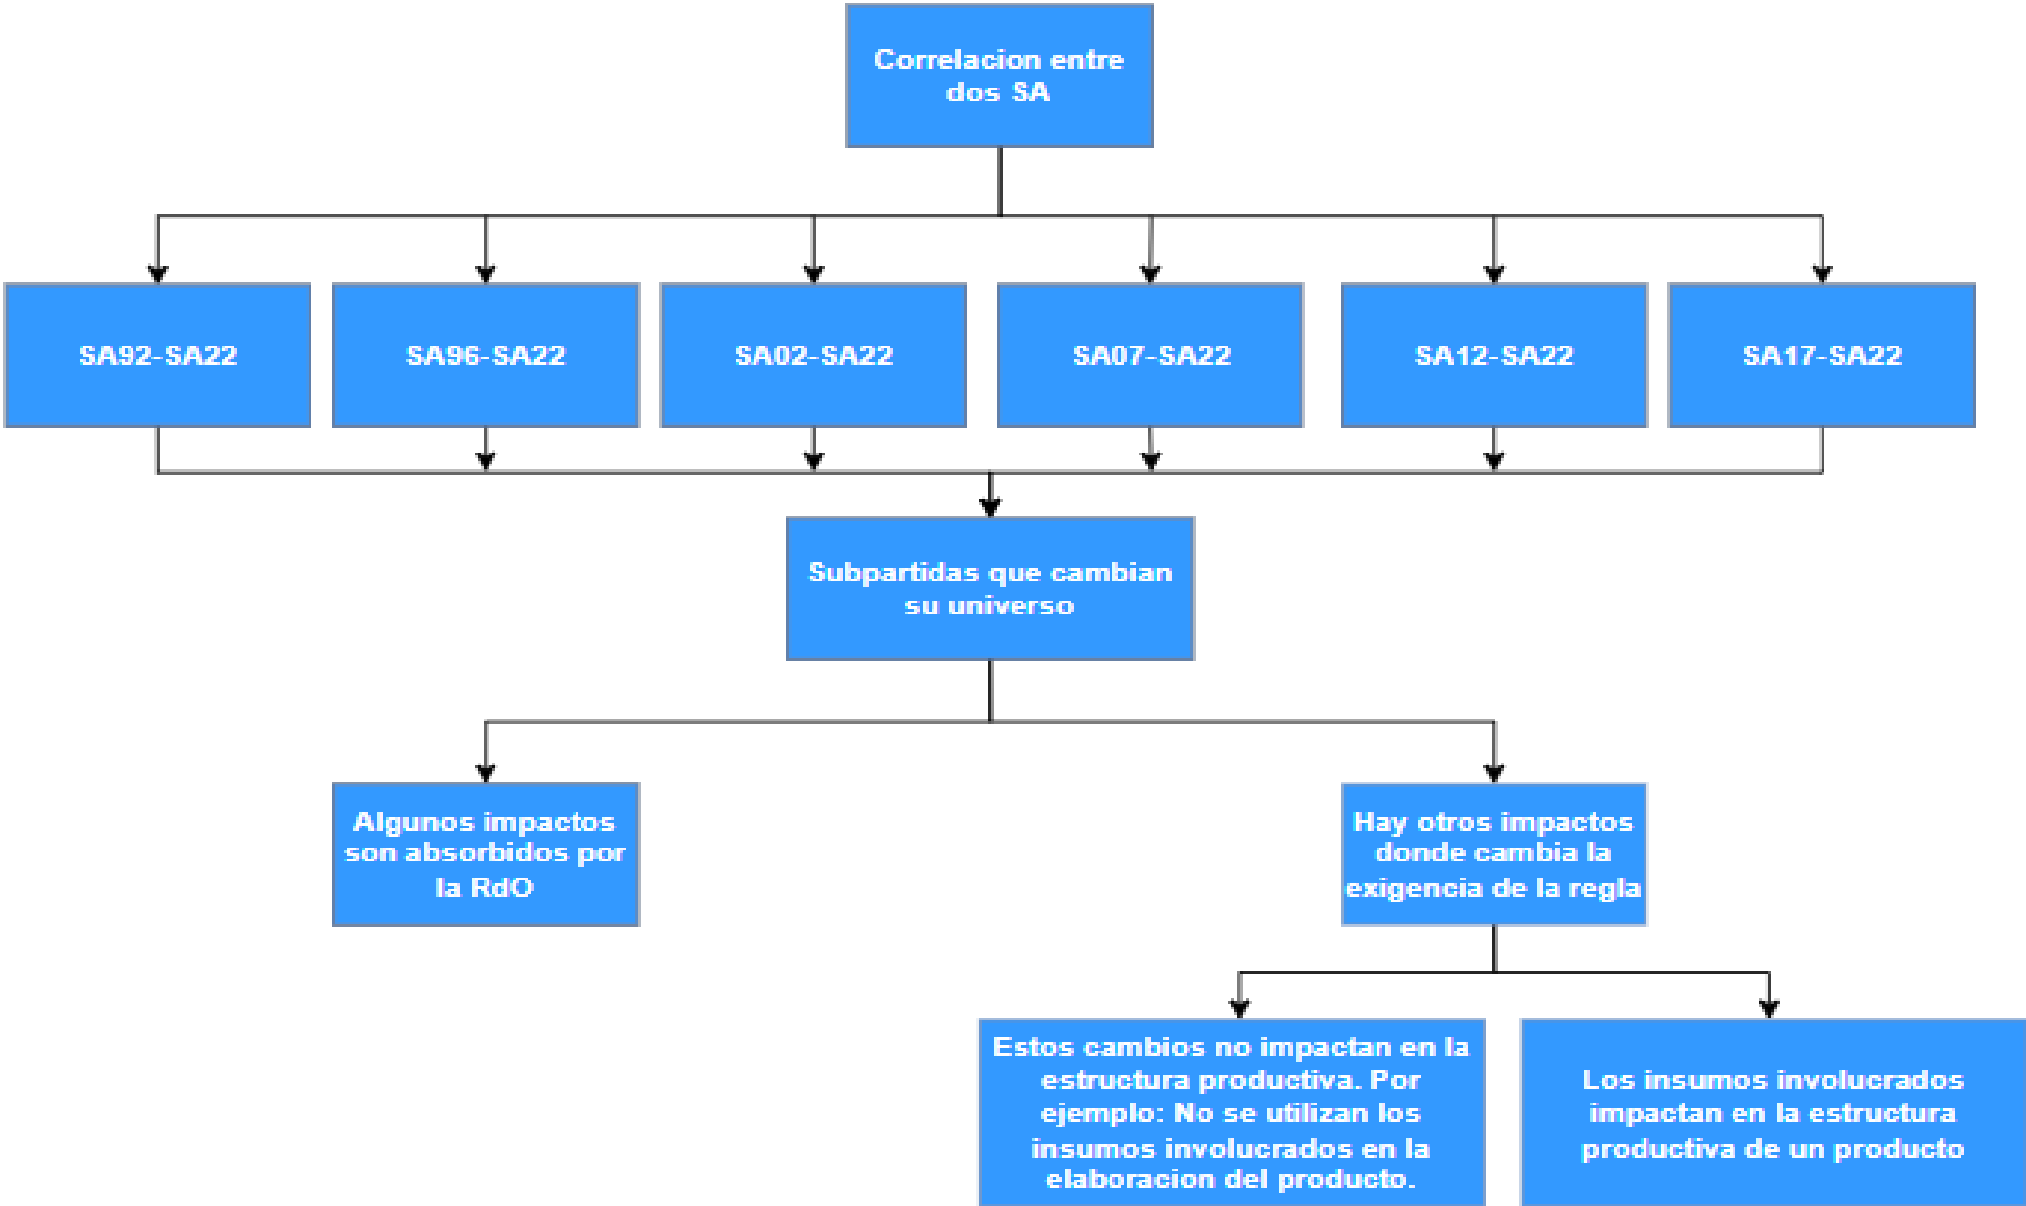 Correlacion entre
dos SA
SA92-SA22
SA96-SA22
SA02-SA22
SA07-SA22
SA12-SA22
SA17-SA22
Subpartidas que cambian
su universo
Algunos impactos
son absorbidos por
la RdO
Hay otros impactos
donde cambia la
exigencia de la regla
Estos cambios no impactan en la
estructura productiva. Por
ejemplo: No se utilizan los
insumos involucrados en la
elaboracion del producto.
Los insumos involucrados
impactan en la estructura
productiva de un producto